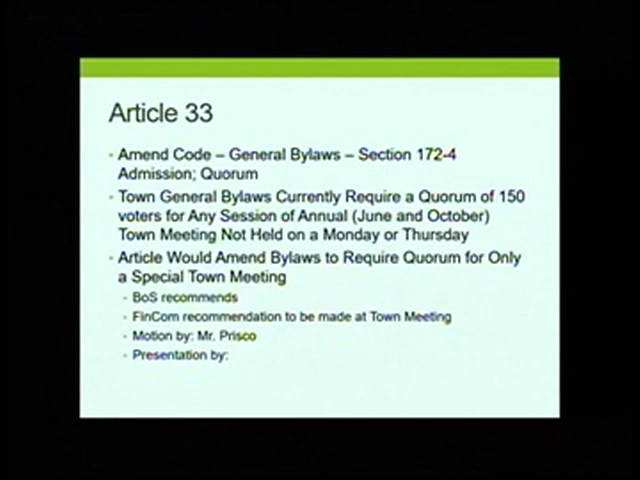 Article 33
Amend Code – General Bylaws – Section 172-4
Admission; Quorum
Town General Bylaws Currently Require a Quorum of 150
voters for Any Session of Annual (June and October)
Town Meeting Not Held on a Monday or Thursday
Article Would Amend Bylaws to Require Quorum for Only
a Special Town Meeting
BoS recommends
FinCom recommendation to be made at Town Meeting
Motion by: Mr. Prisco
Presentation by: